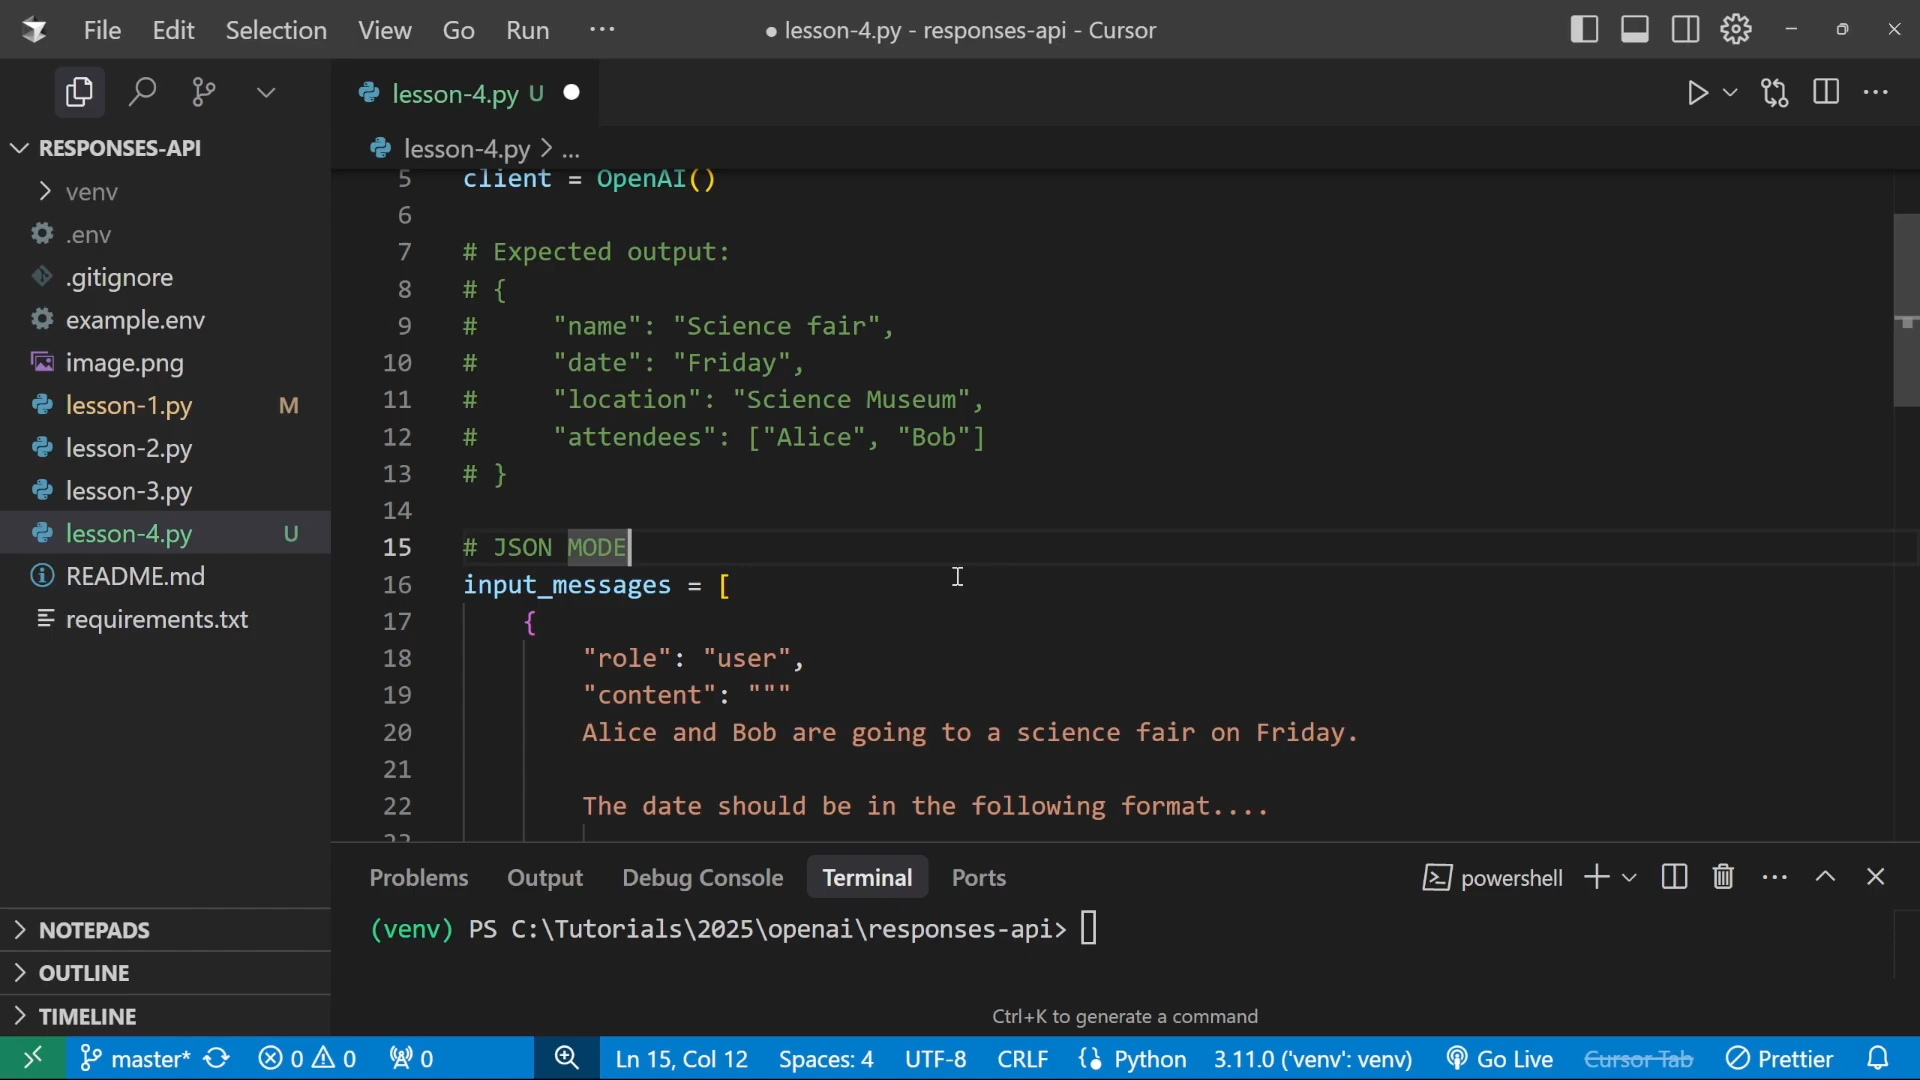 File Edit Selection View Go Run ··· ● lesson-4.py - responses-api - Cursor
lesson-4.py U
RESPONSES-API
venv
.env
.gitignore
example.env
image.png
lesson-1.py M
lesson-2.py
lesson-3.py
lesson-4.py U
README.md
requirements.txt
NOTEPADS
OUTLINE
TIMELINE
lesson-4.py > ...
5 client = OpenAI()
6
7 # Expected output:
8 # {
9 #     "name": "Science fair",
10 #     "date": "Friday",
11 #     "location": "Science Museum",
12 #     "attendees": ["Alice", "Bob"]
13 # }
14
15 # JSON MODE
16 input_messages = [
17     {
18         "role": "user",
19         "content": """
20         Alice and Bob are going to a science fair on Friday.
21
22         The date should be in the following format....
Problems Output Debug Console Terminal Ports powershell
(venv) PS C:\Tutorials\2025\openai\responses-api>
Ctrl+K to generate a command
master* 0 0 0 Ln 15, Col 12 Spaces: 4 UTF-8 CRLF Python 3.11.0 ('venv': venv) Go Live Cursor Tab Prettier